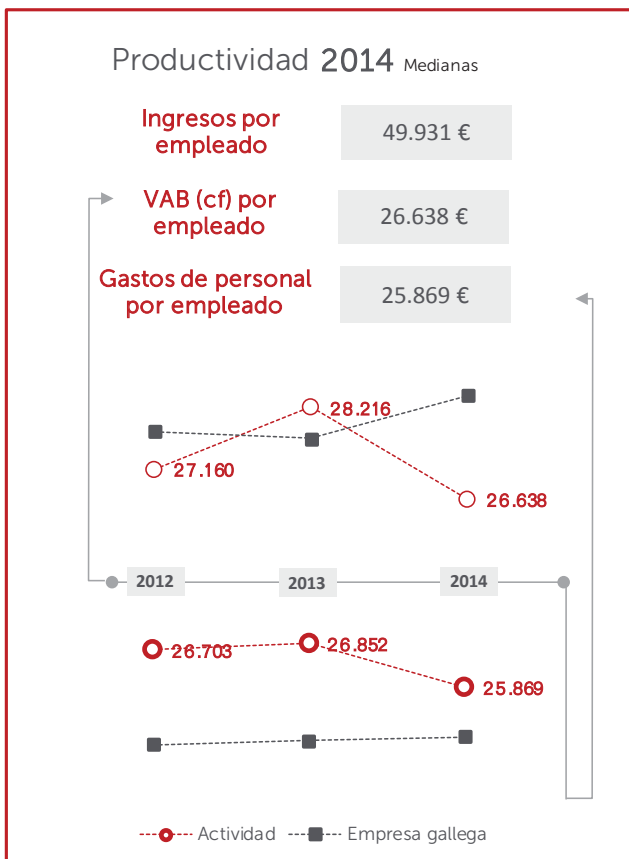 Productividad 2014 Medianas
Ingresos por
empleado
49.931 €
VAB (cf) por
empleado
26.638 €
Gastos de personal
por empleado
25.869 €
28.216
27.160
26.638
2012
2013
2014
26.703
26.852
25.869
Actividad
Empresa gallega